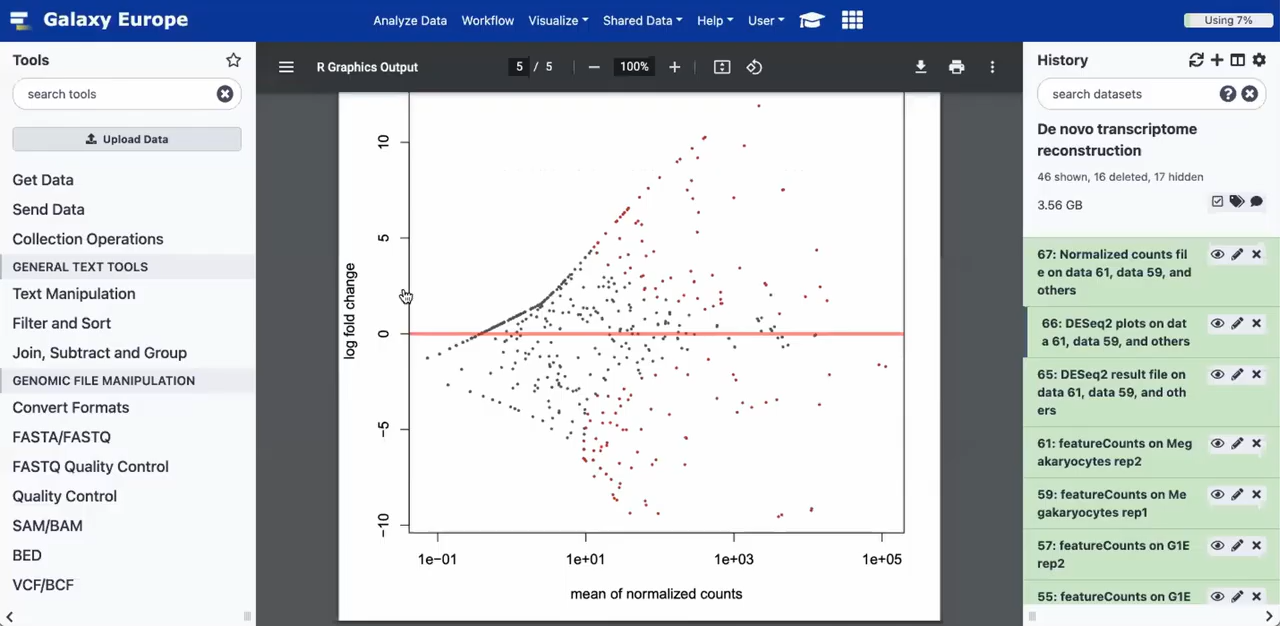 Galaxy Europe
Analyze Data Workflow Visualize Shared Data Help User
Using 7%
Tools
search tools
Upload Data
Get Data
Send Data
Collection Operations
GENERAL TEXT TOOLS
Text Manipulation
Filter and Sort
Join, Subtract and Group
GENOMIC FILE MANIPULATION
Convert Formats
FASTA/FASTQ
FASTQ Quality Control
Quality Control
SAM/BAM
BED
VCF/BCF
R Graphics Output
5 / 5
100%
10
5
0
-5
-10
log fold change
1e-01 1e+01 1e+03 1e+05
mean of normalized counts
History
search datasets
De novo transcriptome
reconstruction
46 shown, 16 deleted, 17 hidden
3.56 GB
67: Normalized counts fil
e on data 61, data 59, and
others
66: DESeq2 plots on dat
a 61, data 59, and others
65: DESeq2 result file on
data 61, data 59, and oth
ers
61: featureCounts on Meg
akaryocytes rep2
59: featureCounts on Me
gakaryocytes rep1
57: featureCounts on G1E
rep2
55: featureCounts on G1E